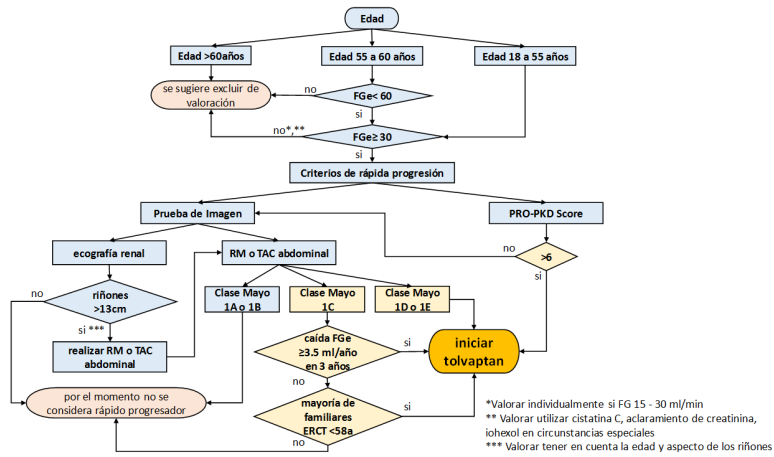 Edad
Edad >60años
Edad 55 a 60 años
Edad 18 a 55 años
se sugiere excluir de
valoración
no
FGe< 60
si
no*,**
FGe≥ 30
si
Criterios de rápida progresión
Prueba de Imagen
PRO-PKD Score
ecografía renal
RM o TAC abdominal
no
>6
si
no
riñones
>13cm
Clase Mayo
1A o 1B
Clase Mayo
1C
Clase Mayo
1D o 1E
si ***
realizar RM o TAC
abdominal
caída FGe
≥3.5 ml/año
en 3 años
si
iniciar
tolvaptan
no
por el momento no se
considera rápido progresador
mayoría de
familiares
ERCT <58a
si
no
*Valorar individualmente si FG 15 - 30 ml/min
** Valorar utilizar cistatina C, aclaramiento de creatinina,
iohexol en circunstancias especiales
*** Valorar tener en cuenta la edad y aspecto de los riñones